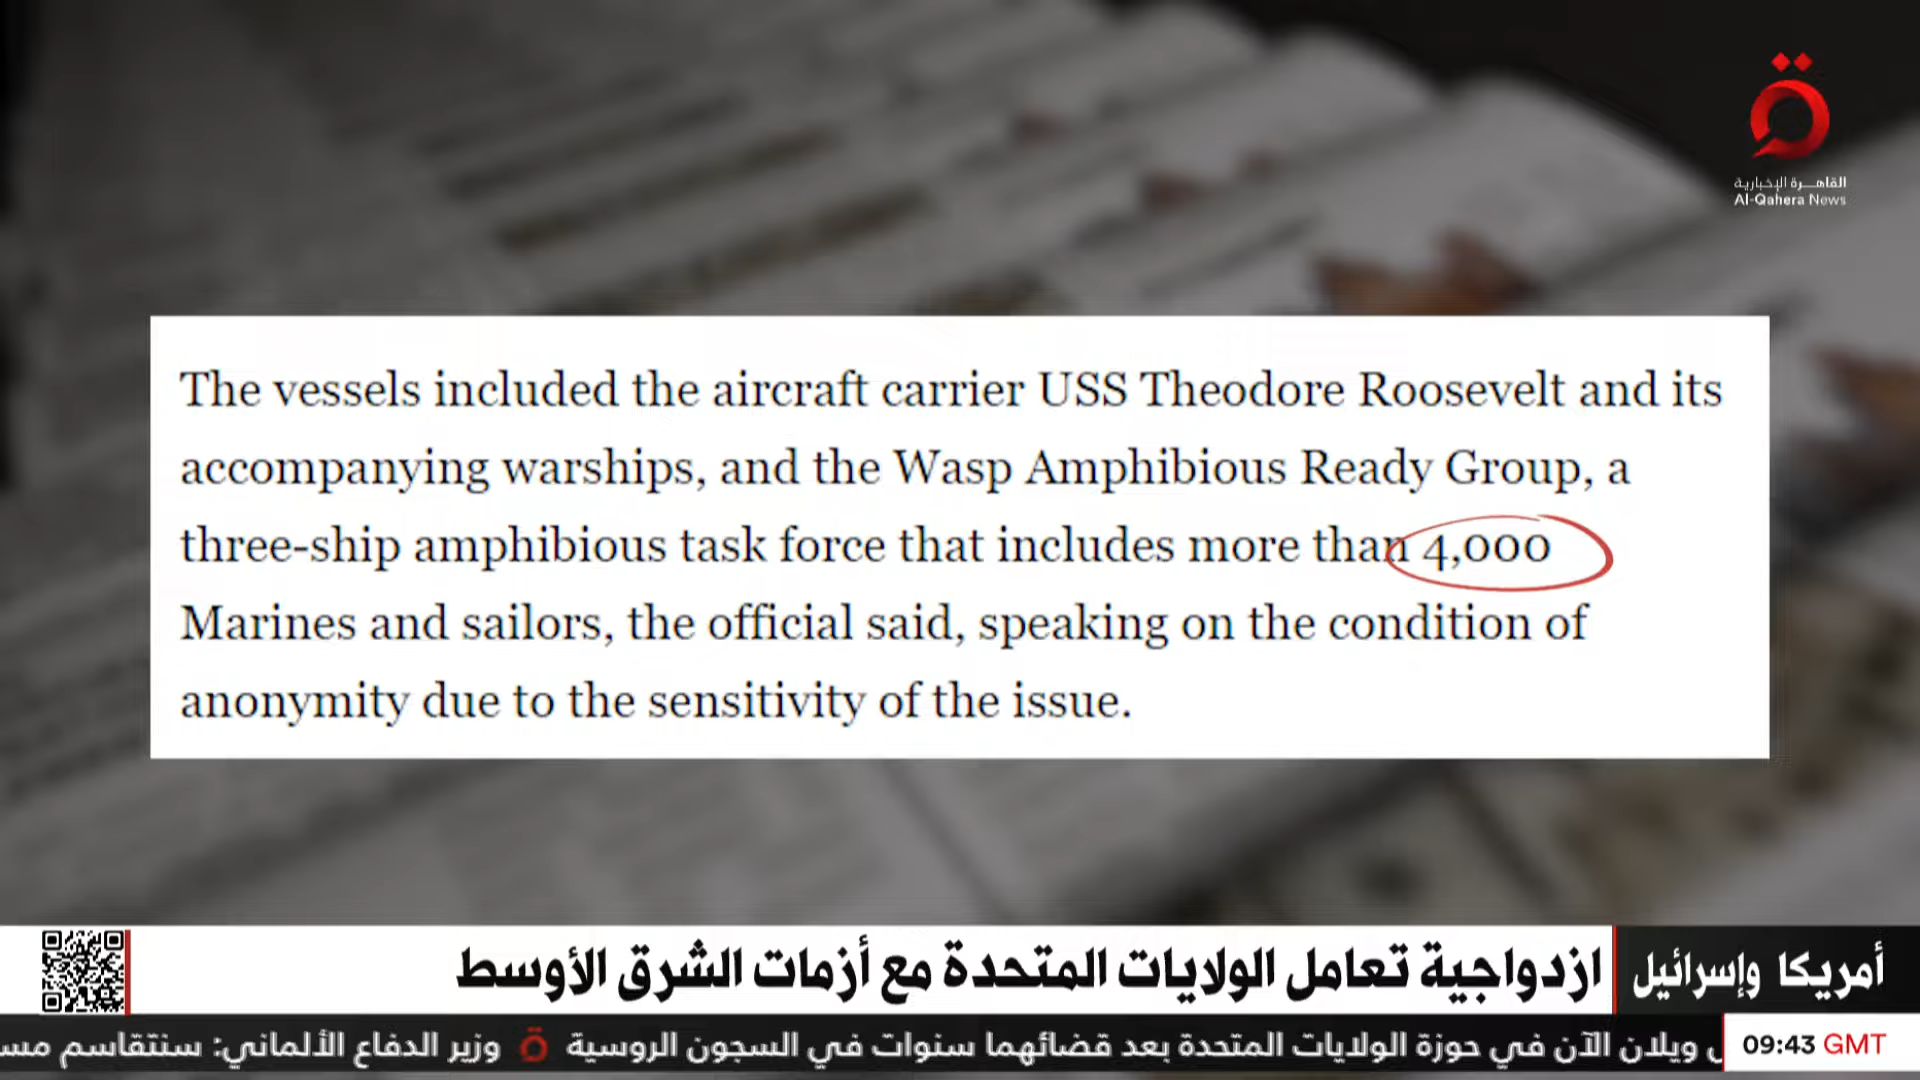 القاهرة الإخبارية
Al-Qahera News
The vessels included the aircraft carrier USS Theodore Roosevelt and its
accompanying warships, and the Wasp Amphibious Ready Group, a
three-ship amphibious task force that includes more than 4,000
Marines and sailors, the official said, speaking on the condition of
anonymity due to the sensitivity of the issue.
أمريكا وإسرائيل
ازدواجية تعامل الولايات المتحدة مع أزمات الشرق الأوسط
09:43 GMT
ويلان الآن في حوزة الولايات المتحدة بعد قضائهما سنوات في السجون الروسية وزير الدفاع الألماني: سنتقاسم